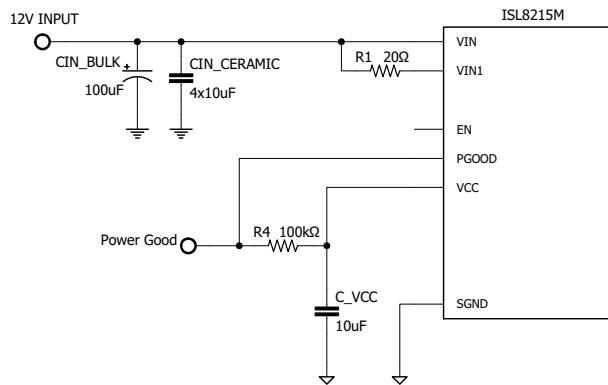 ISL8215M
12V INPUT
VIN
CIN_BULK
+
100uF
CIN_CERAMIC
4x10uF
R1 20Ω
VIN1
EN
PGOOD
VCC
Power Good
R4 100kΩ
C_VCC
10uF
SGND